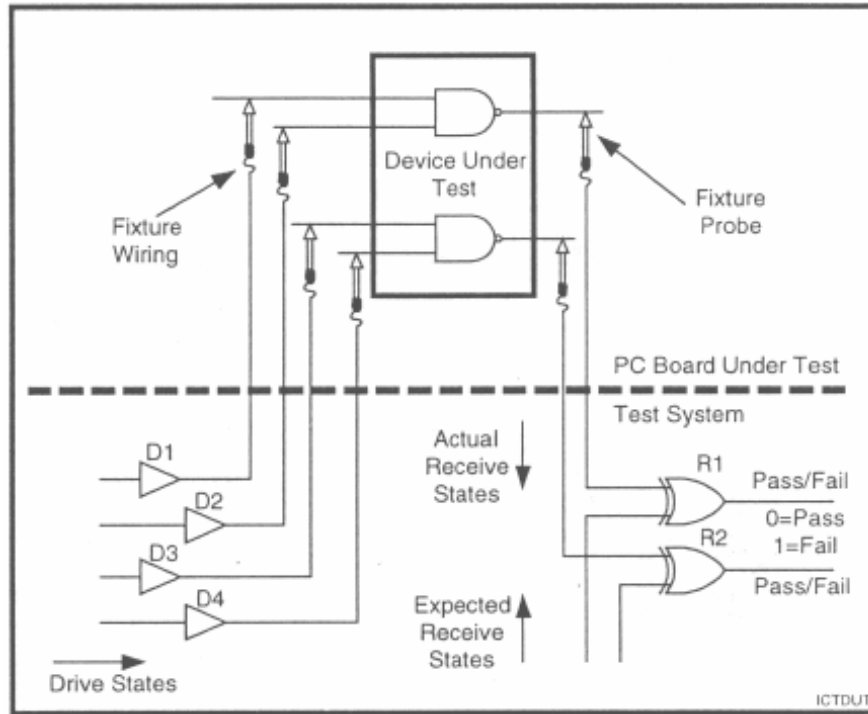 Device Under
Test
Fixture
Wiring
Fixture
Probe
PC Board Under Test
Test System
D1
D2
D3
D4
Drive States
Actual
Receive
States
Expected
Receive
States
R1
Pass/Fail
0=Pass
1=Fail
R2
Pass/Fail
ICTDUT